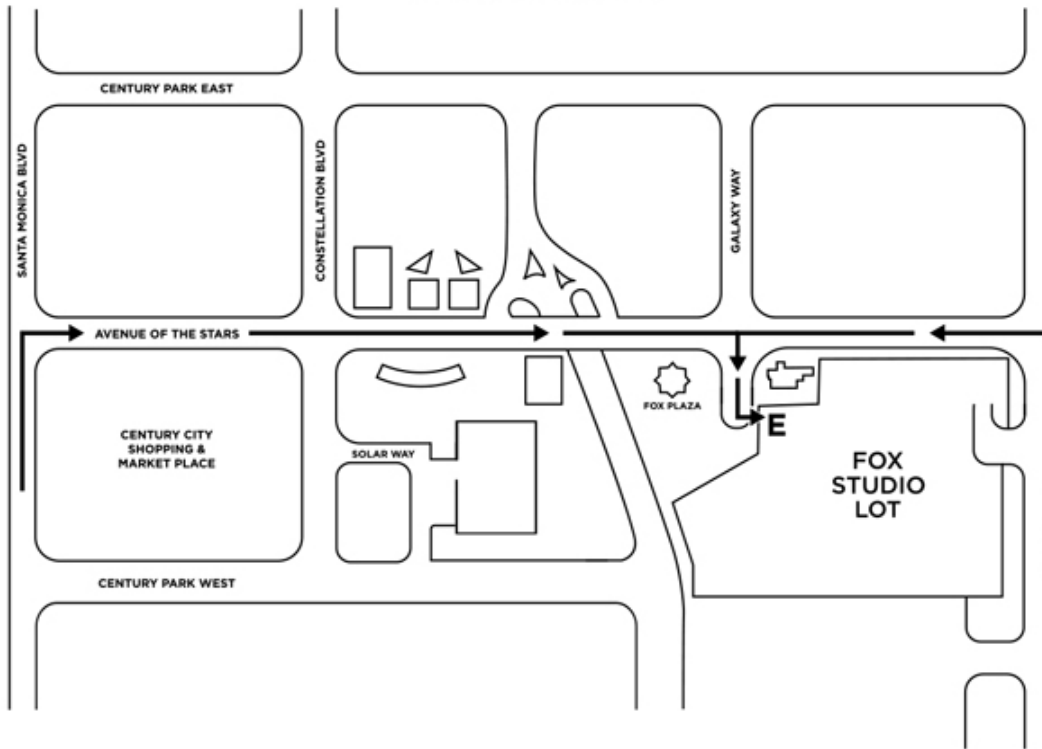 CENTURY PARK EAST
SANTA MONICA BLVD
CONSTELLATION BLVD
GALAXY WAY
AVENUE OF THE STARS
FOX PLAZA
E
CENTURY CITY
SHOPPING &
MARKET PLACE
SOLAR WAY
FOX
STUDIO
LOT
CENTURY PARK WEST